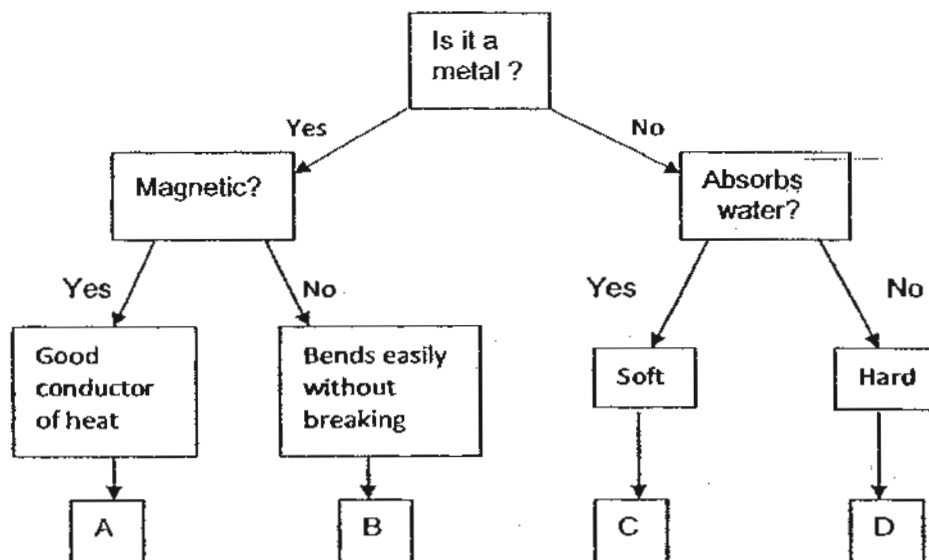 Is it a
metal ?
Yes
No
Magnetic?
Absorbs
water?
Yes
No
Yes
No
Good
conductor
of heat
Bends easily
without
breaking
Soft
Hard
A
B
C
D